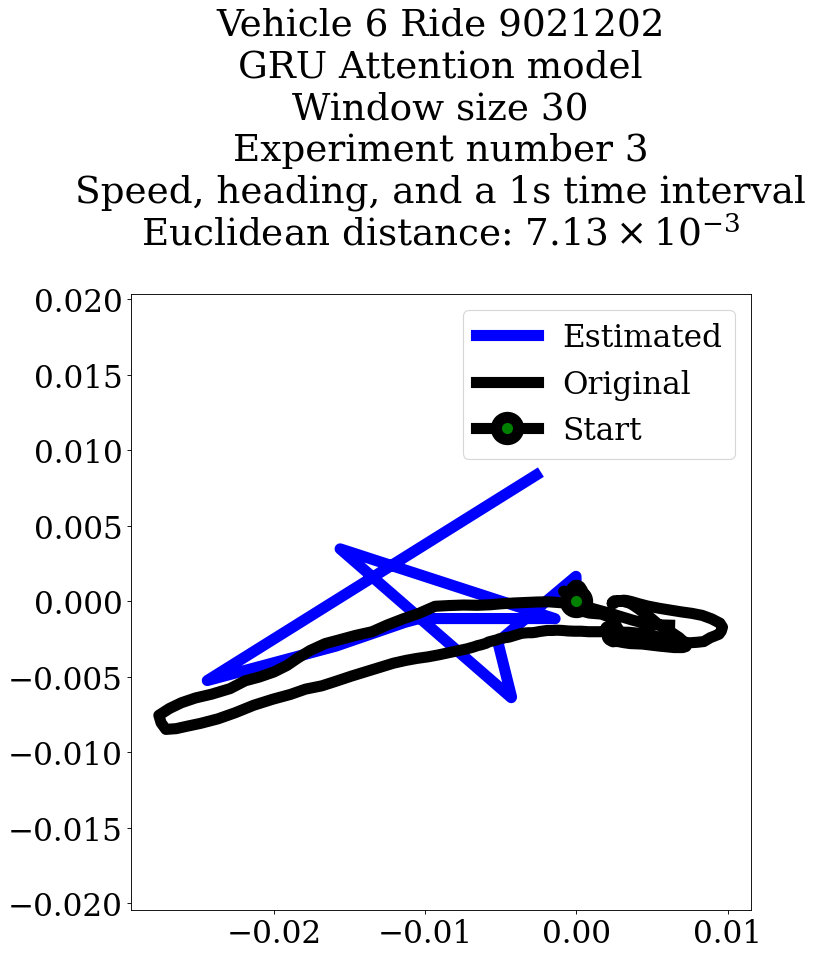 Vehicle 6 Ride 9021202
GRU Attention model
Window size 30
Experiment number 3
Speed, heading, and a 1s time interval
Euclidean distance: 7.13 × 10⁻³
0.020
Estimated
0.015
Original
0.010
Start
0.005
0.000
−0.005
−0.010
−0.015
−0.020
−0.02 −0.01 0.00 0.01